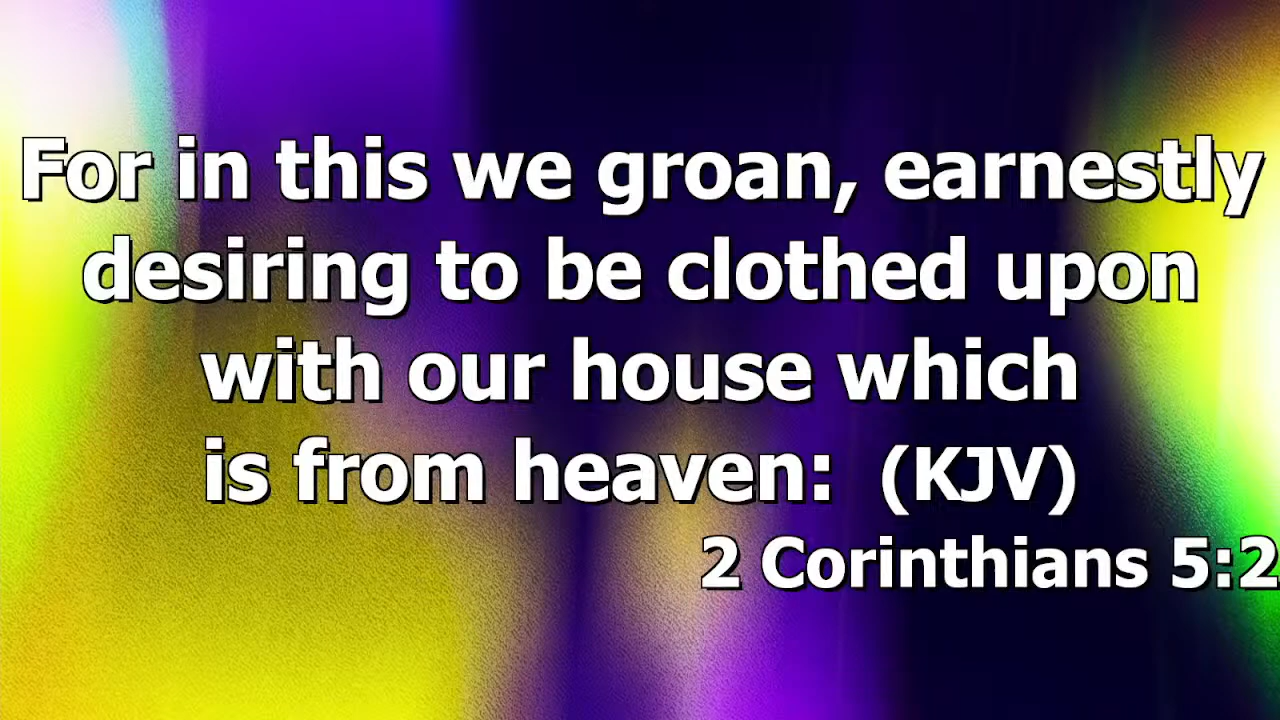 For in this we groan, earnestly
desiring to be clothed upon
with our house which
is from heaven:  (KJV)
2 Corinthians 5:2